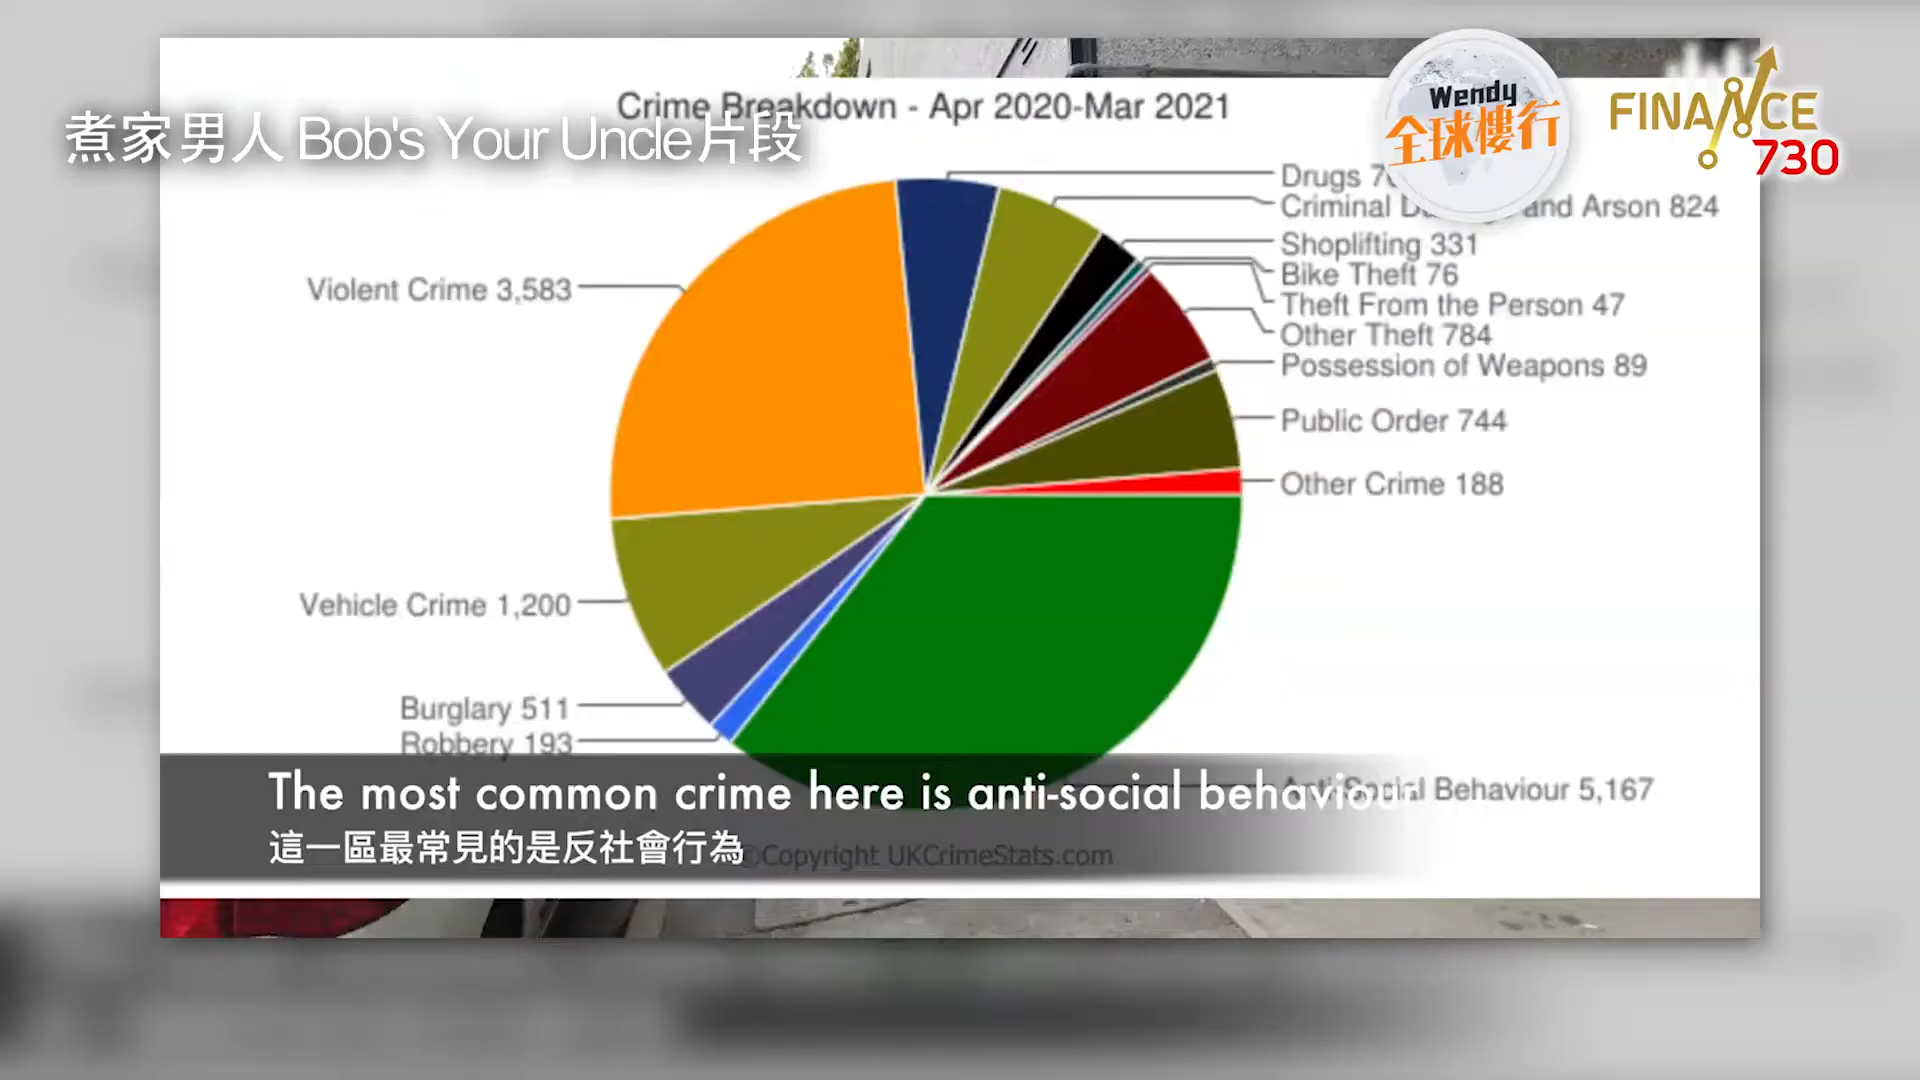 Crime Breakdown - Apr 2020-Mar 2021
煮家男人 Bob's Your Uncle片段
Wendy
全球樓行
FINANCE
730
Drugs
Criminal and Arson 824
Shoplifting 331
Bike Theft 76
Theft From the Person 47
Other Theft 784
Possession of Weapons 89
Public Order 744
Other Crime 188
Violent Crime 3,583
Vehicle Crime 1,200
Burglary 511
Robbery 193
Anti-Social Behaviour 5,167
The most common crime here is anti-social behaviour
這一區最常見的是反社會行為
©Copyright UKCrimeStats.com